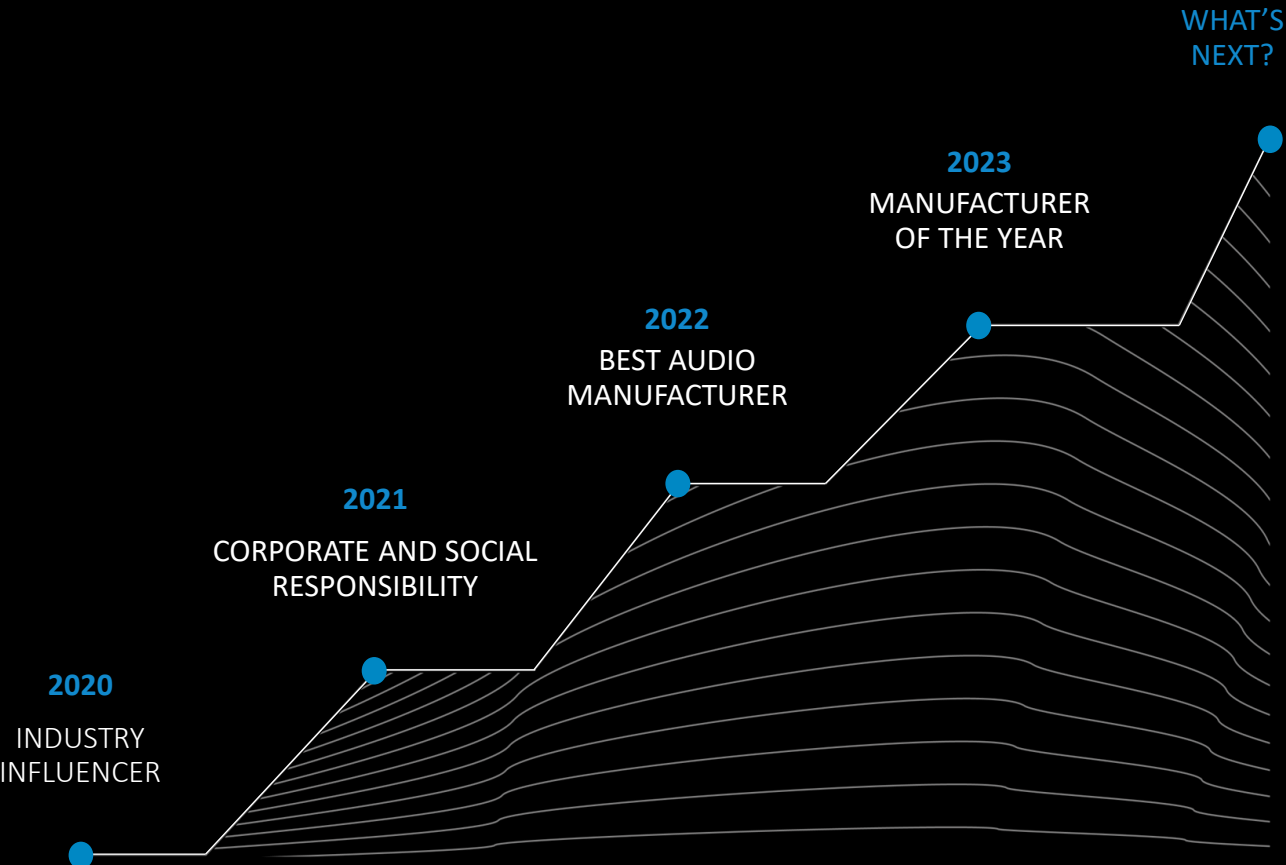 WHAT'S
NEXT?
2023
MANUFACTURER
OF THE YEAR
2022
BEST AUDIO
MANUFACTURER
2021
CORPORATE AND SOCIAL
RESPONSIBILITY
2020
INDUSTRY
INFLUENCER